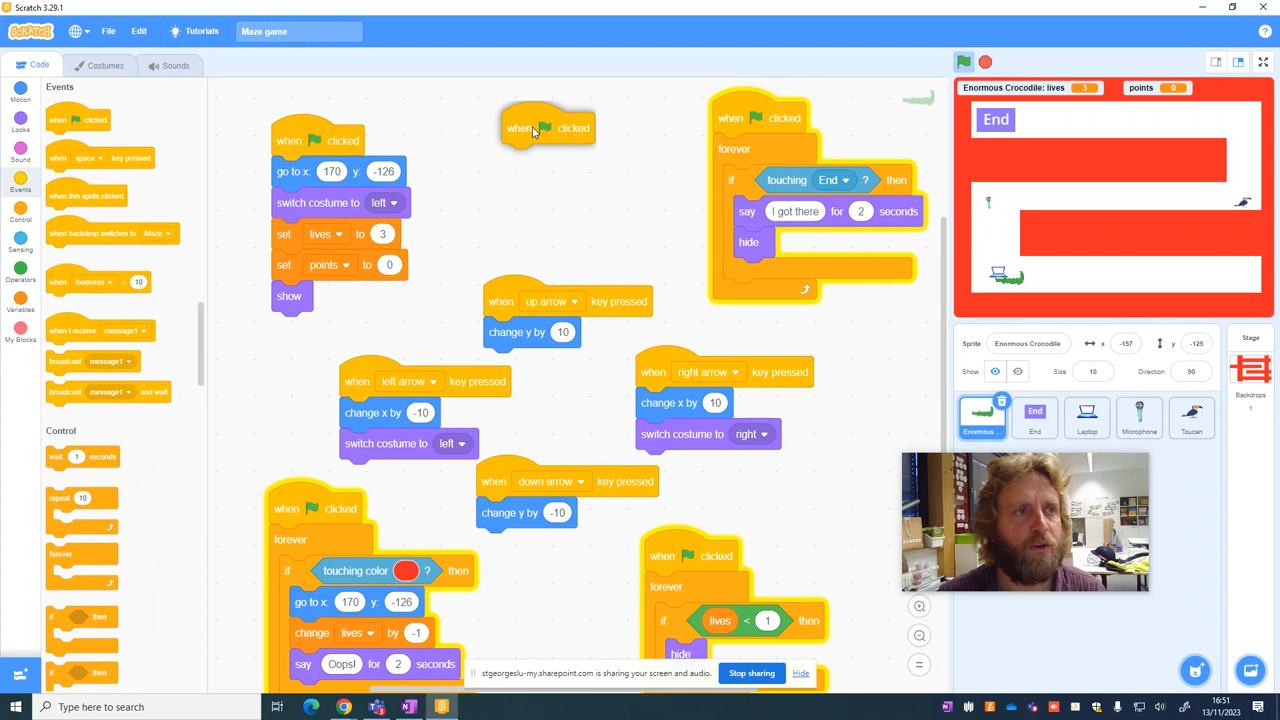 Scratch 3.29.1
SCRATCH
File
Edit
Tutorials
Maze game
Code
Costumes
Sounds
Motion
Looks
Sound
Events
Control
Sensing
Operators
Variables
My Blocks
Events
when clicked
when space key pressed
when this sprite clicked
when backdrop switches to Maze
when loudness > 10
when I receive message1
broadcast message1
broadcast message1 and wait
Control
wait 1 seconds
repeat 10
forever
if then
if then
when clicked
go to x: 170 y: -126
switch costume to left
set lives to 3
set points to 0
show
when clicked
when clicked
forever
if touching End ? then
say I got there for 2 seconds
hide
when up arrow key pressed
change y by 10
when left arrow key pressed
change x by -10
switch costume to left
when right arrow key pressed
change x by 10
switch costume to right
when down arrow key pressed
change y by -10
when clicked
forever
if touching color ? then
go to x: 170 y: -126
change lives by -1
say Oops! for 2 seconds
when clicked
forever
if lives < 1 then
hide
Enormous Crocodile: lives 3
points 0
End
Sprite Enormous Crocodile x -157 y -125
Show Size 10 Direction 90
Stage
Backdrops
1
Enormous ...
End
End
Laptop
Microphone
Toucan
stgeorgeslu-my.sharepoint.com is sharing your screen and audio.
Stop sharing
Hide
Type here to search
16:51
13/11/2023